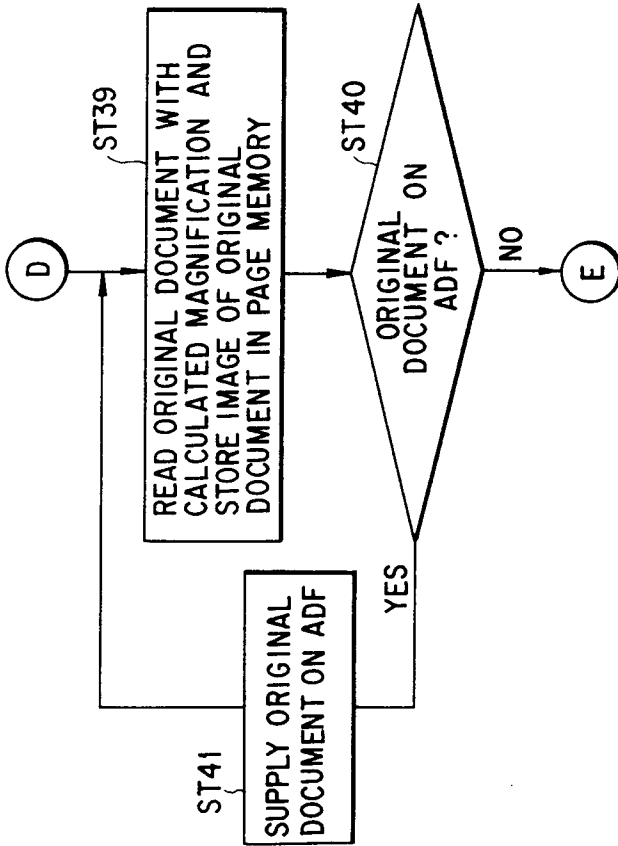 D
ST39
READ ORIGINAL DOCUMENT WITH
CALCULATED MAGNIFICATION AND
STORE IMAGE OF ORIGINAL
DOCUMENT IN PAGE MEMORY
ST40
ORIGINAL
DOCUMENT ON
ADF?
YES
NO
ST41
SUPPLY ORIGINAL
DOCUMENT ON ADF
E